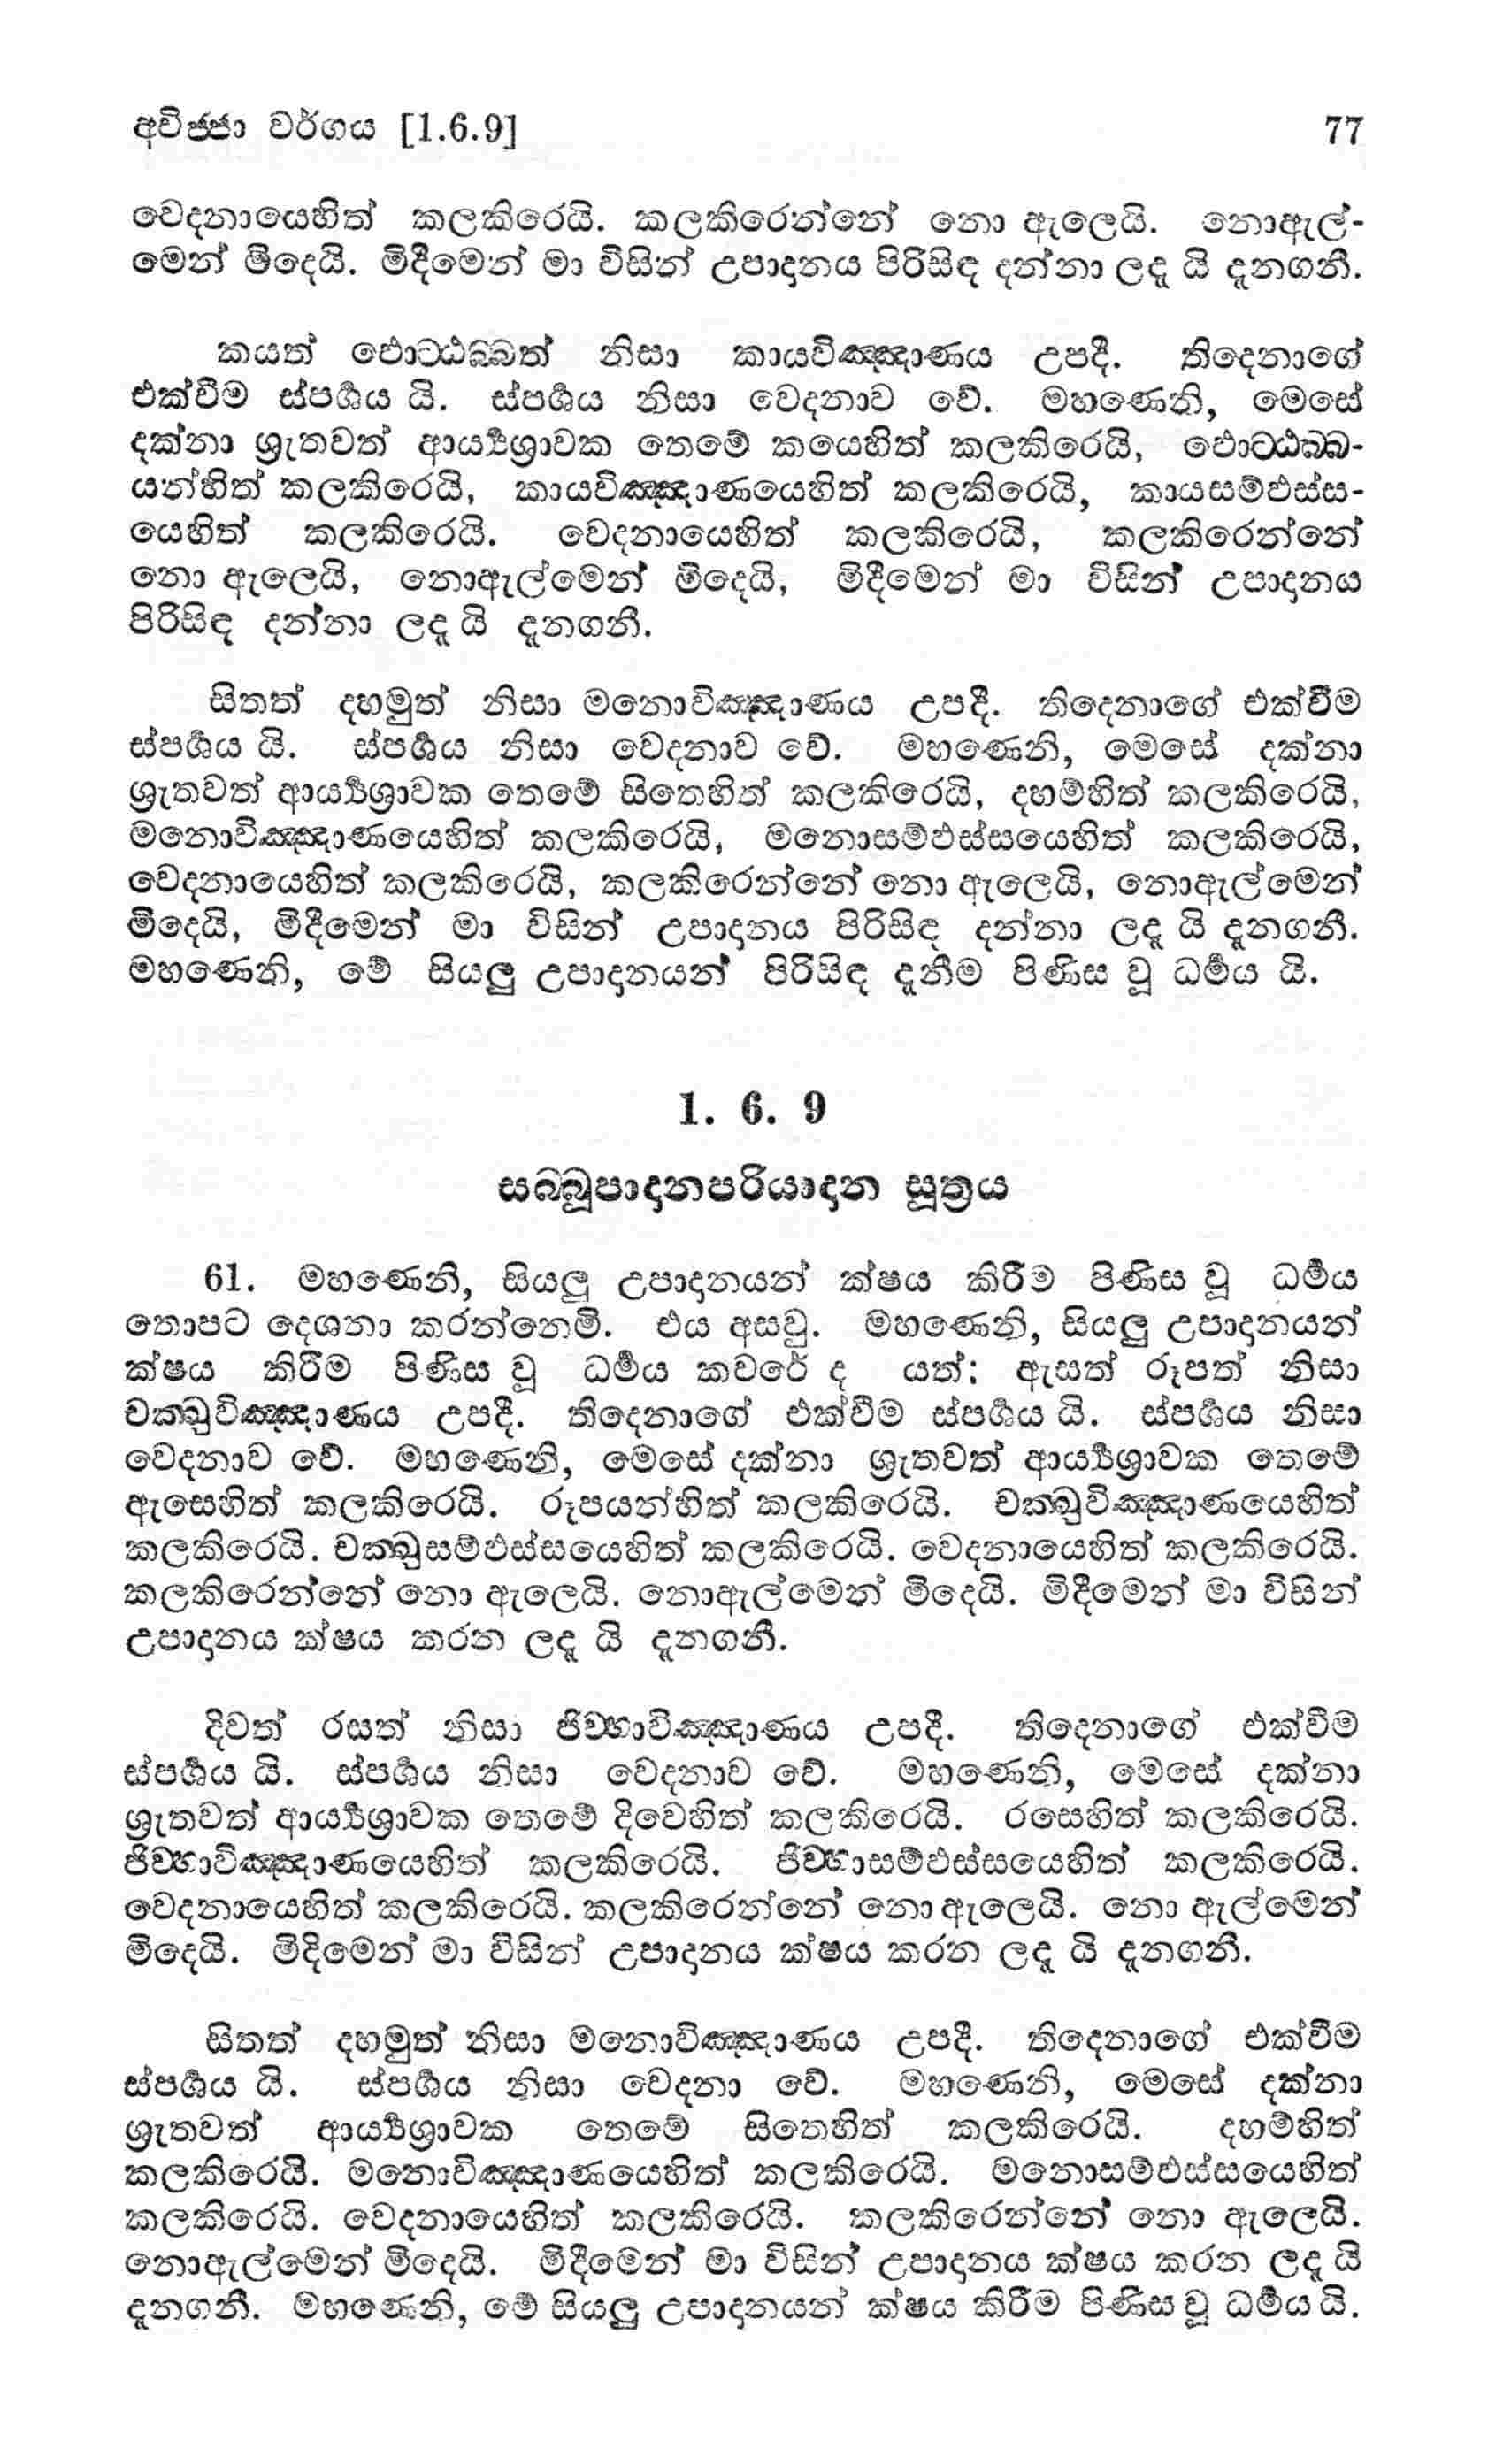 අවිජ්ජා වර්ගය [1.6.9] 77
වෙදනායෙහිත් කලකිරෙයි. කලකිරෙන්නේ නො ඇලෙයි. නොඇල්-
මෙන් මිදෙයි. මිදීමෙන් මා විසින් උපාදානය පිරිසිඳ දන්නා ලදැ යි දැනගනී.
කයත් ඵොට්ඨබ්බත් නිසා කායවිඤ්ඤාණය උපදී. තිදෙනාගේ
එක්වීම ස්පර්‍ශය යි. ස්පර්‍ශය නිසා වෙදනාව වේ. මහණෙනි, මෙසේ
දක්නා ශ්‍රැතවත් ආර්‍ය්‍යශ්‍රාවක තෙමේ කයෙහිත් කලකිරෙයි, ඵොට්ඨබ්බ-
යන්හිත් කලකිරෙයි, කායවිඤ්ඤාණයෙහිත් කලකිරෙයි, කායසම්ඵස්ස-
යෙහිත් කලකිරෙයි. වෙදනායෙහිත් කලකිරෙයි, කලකිරෙන්නේ
නො ඇලෙයි, නොඇල්මෙන් මිදෙයි, මිදීමෙන් මා විසින් උපාදානය
පිරිසිඳ දන්නා ලදැ යි දැනගනී.
සිතත් දහමුත් නිසා මනොවිඤ්ඤාණය උපදී. තිදෙනාගේ එක්වීම
ස්පර්‍ශය යි. ස්පර්‍ශය නිසා වෙදනාව වේ. මහණෙනි, මෙසේ දක්නා
ශ්‍රැතවත් ආර්‍ය්‍යශ්‍රාවක තෙමේ සිතෙහිත් කලකිරෙයි, දහම්හිත් කලකිරෙයි,
මනොවිඤ්ඤාණයෙහිත් කලකිරෙයි, මනොසම්ඵස්සයෙහිත් කලකිරෙයි,
වෙදනායෙහිත් කලකිරෙයි, කලකිරෙන්නේ නො ඇලෙයි, නොඇල්මෙන්
මිදෙයි, මිදීමෙන් මා විසින් උපාදානය පිරිසිඳ දන්නා ලදැ යි දැනගනී.
මහණෙනි, මේ සියලු උපාදානයන් පිරිසිඳ දැනීම පිණිස වූ ධර්‍මය යි.
1. 6. 9
සබ්බූපාදානපරියාදාන සූත්‍රය
61. මහණෙනි, සියලු උපාදානයන් ක්ෂය කිරීම පිණිස වූ ධර්‍මය
තොපට දෙශනා කරන්නෙමි. එය අසවු. මහණෙනි, සියලු උපාදානයන්
ක්ෂය කිරීම පිණිස වූ ධර්‍මය කවරේ ද යත්: ඇසත් රූපත් නිසා
චක්ඛුවිඤ්ඤාණය උපදී. තිදෙනාගේ එක්වීම ස්පර්‍ශය යි. ස්පර්‍ශය නිසා
වෙදනාව වේ. මහණෙනි, මෙසේ දක්නා ශ්‍රැතවත් ආර්‍ය්‍යශ්‍රාවක තෙමේ
ඇසෙහිත් කලකිරෙයි. රූපයන්හිත් කලකිරෙයි. චක්ඛුවිඤ්ඤාණයෙහිත්
කලකිරෙයි. චක්ඛුසම්ඵස්සයෙහිත් කලකිරෙයි. වෙදනායෙහිත් කලකිරෙයි.
කලකිරෙන්නේ නො ඇලෙයි. නොඇල්මෙන් මිදෙයි. මිදීමෙන් මා විසින්
උපාදානය ක්ෂය කරන ලදැ යි දැනගනී.
දිවත් රසත් නිසා ජිව්හාවිඤ්ඤාණය උපදී. තිදෙනාගේ එක්වීම
ස්පර්‍ශය යි. ස්පර්‍ශය නිසා වෙදනාව වේ. මහණෙනි, මෙසේ දක්නා
ශ්‍රැතවත් ආර්‍ය්‍යශ්‍රාවක තෙමේ දිවෙහිත් කලකිරෙයි. රසෙහිත් කලකිරෙයි.
ජිව්හාවිඤ්ඤාණයෙහිත් කලකිරෙයි. ජිව්හාසම්ඵස්සයෙහිත් කලකිරෙයි.
වෙදනායෙහිත් කලකිරෙයි. කලකිරෙන්නේ නො ඇලෙයි. නො ඇල්මෙන්
මිදෙයි. මිදිමෙන් මා විසින් උපාදානය ක්ෂය කරන ලදැ යි දැනගනී.
සිතත් දහමුත් නිසා මනොවිඤ්ඤාණය උපදී. තිදෙනාගේ එක්වීම
ස්පර්‍ශය යි. ස්පර්‍ශය නිසා වෙදනා වේ. මහණෙනි, මෙසේ දක්නා
ශ්‍රැතවත් ආර්‍ය්‍යශ්‍රාවක තෙමේ සිතෙහිත් කලකිරෙයි. දහම්හිත්
කලකිරෙයි. මනොවිඤ්ඤාණයෙහිත් කලකිරෙයි. මනොසම්ඵස්සයෙහිත්
කලකිරෙයි. වෙදනායෙහිත් කලකිරෙයි. කලකිරෙන්නේ නො ඇලෙයි.
නොඇල්මෙන් මිදෙයි. මිදීමෙන් මා විසින් උපාදානය ක්ෂය කරන ලදැ යි
දැනගනී. මහණෙනි, මේ සියලු උපාදානයන් ක්ෂය කිරීම පිණිස වූ ධර්‍මය යි.